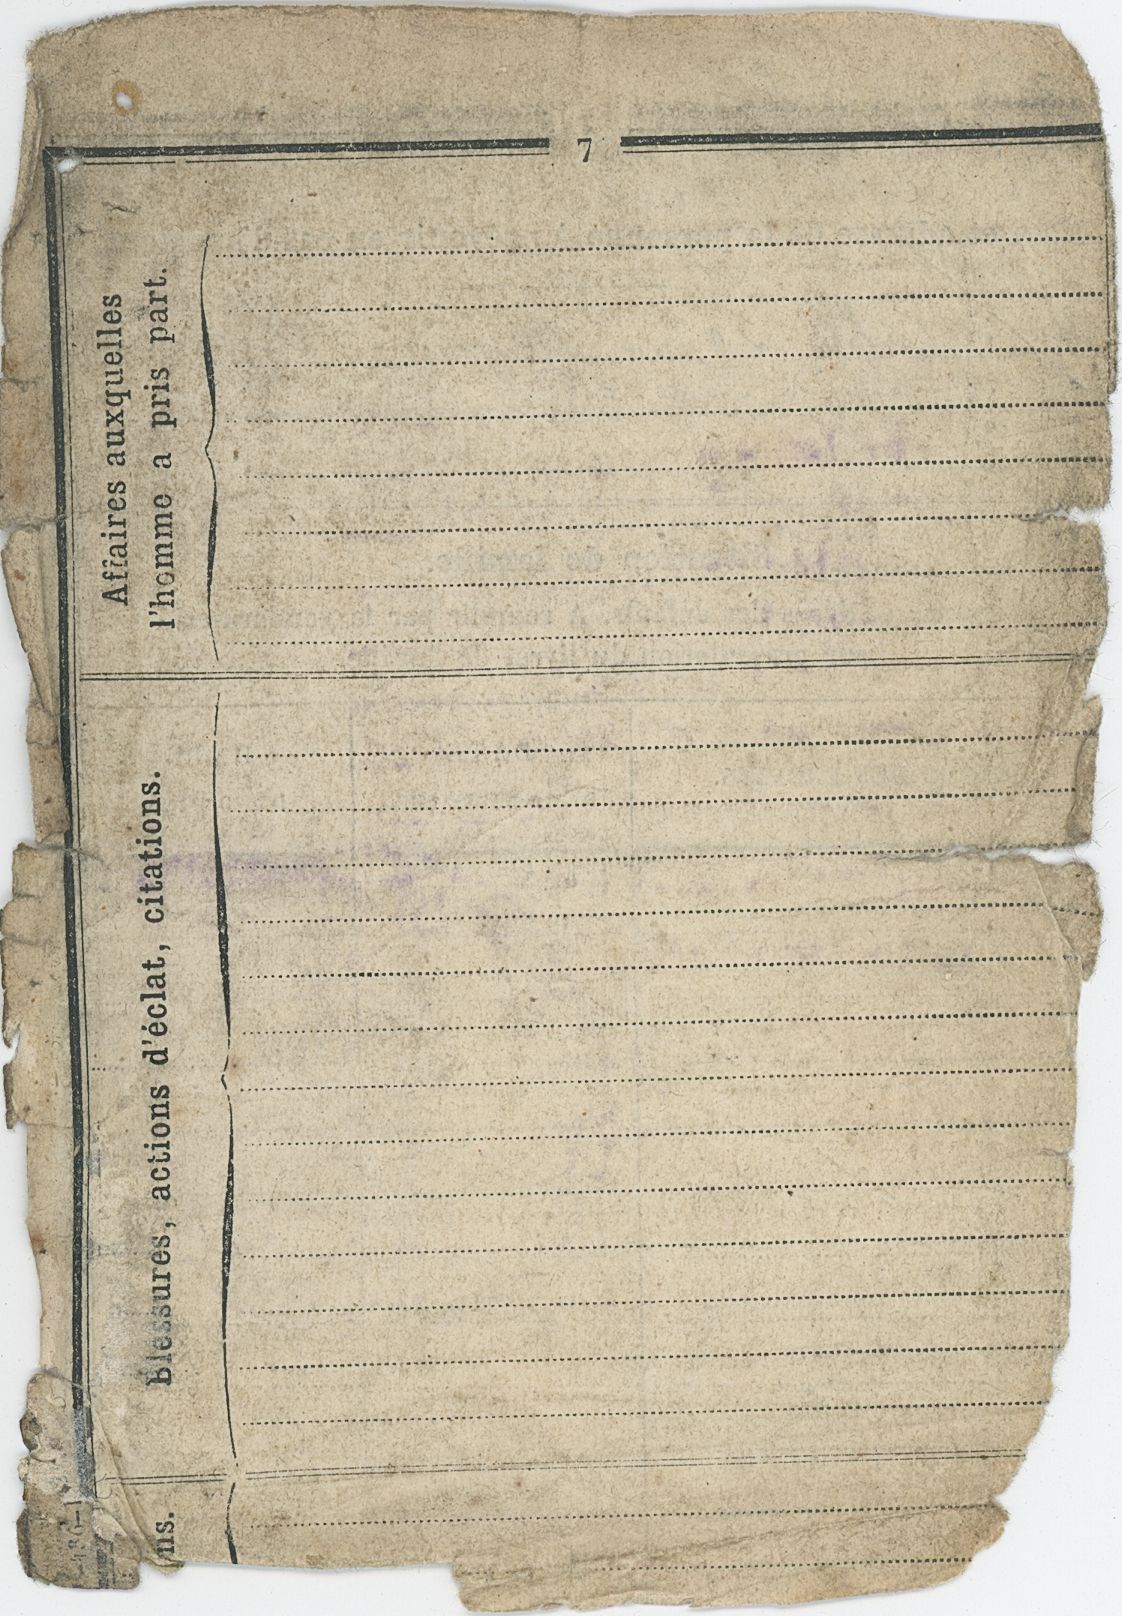 7
Affaires auxquelles
l'homme a pris part.
Blessures, actions d'éclat, citations.
ns.